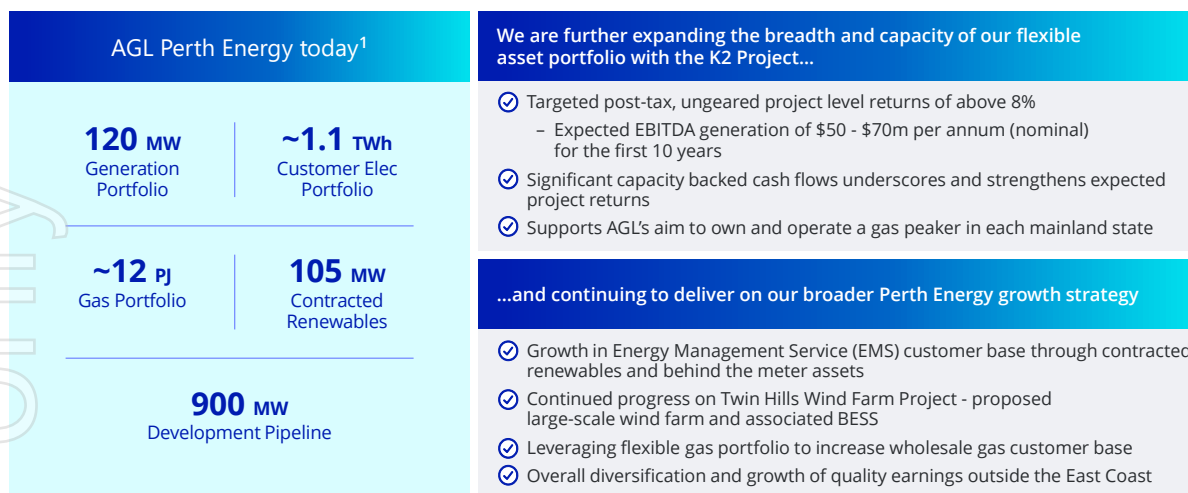 AGL Perth Energy today¹
120 MW
Generation
Portfolio
~1.1 TWh
Customer Elec
Portfolio
~12 PJ
Gas Portfolio
105 MW
Contracted
Renewables
900 MW
Development Pipeline
We are further expanding the breadth and capacity of our flexible
asset portfolio with the K2 Project...
Targeted post-tax, ungeared project level returns of above 8%
– Expected EBITDA generation of $50 - $70m per annum (nominal)
for the first 10 years
Significant capacity backed cash flows underscores and strengthens expected
project returns
Supports AGL’s aim to own and operate a gas peaker in each mainland state
...and continuing to deliver on our broader Perth Energy growth strategy
Growth in Energy Management Service (EMS) customer base through contracted
renewables and behind the meter assets
Continued progress on Twin Hills Wind Farm Project - proposed
large-scale wind farm and associated BESS
Leveraging flexible gas portfolio to increase wholesale gas customer base
Overall diversification and growth of quality earnings outside the East Coast